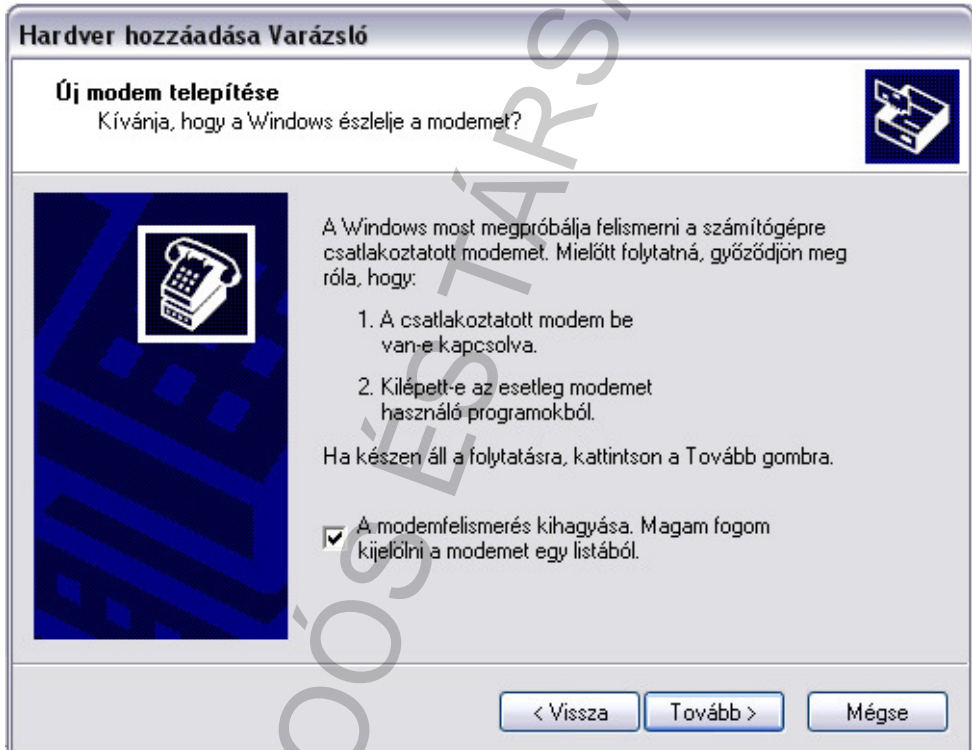 Hardver hozzáadása Varázsló
Új modem telepítése
Kívánja, hogy a Windows észlelje a modemet?
A Windows most megpróbálja felismerni a számítógépre
csatlakoztatott modemet. Mielőtt folytatná, győződjön meg
róla, hogy:
1. A csatlakoztatott modem be
van-e kapcsolva.
2. Kilépett-e az esetleg modemet
használó programokból.
Ha készen áll a folytatásra, kattintson a Tovább gombra.
A modemfelismerés kihagyása. Magam fogom
kijelölni a modemet egy listából.
< Vissza
Tovább >
Mégse